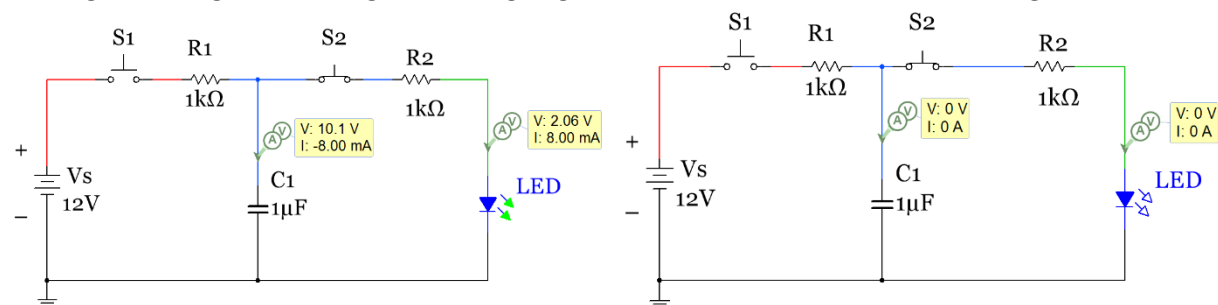 S1
R1
S2
R2
1kΩ
1kΩ
V: 10.1 V
I: -8.00 mA
V: 2.06 V
I: 8.00 mA
+
Vs
12V
−
C1
1µF
LED
S1
R1
S2
R2
1kΩ
1kΩ
V: 0 V
I: 0 A
V: 0 V
I: 0 A
+
Vs
12V
−
C1
1µF
LED
A V
A V
A V
A V